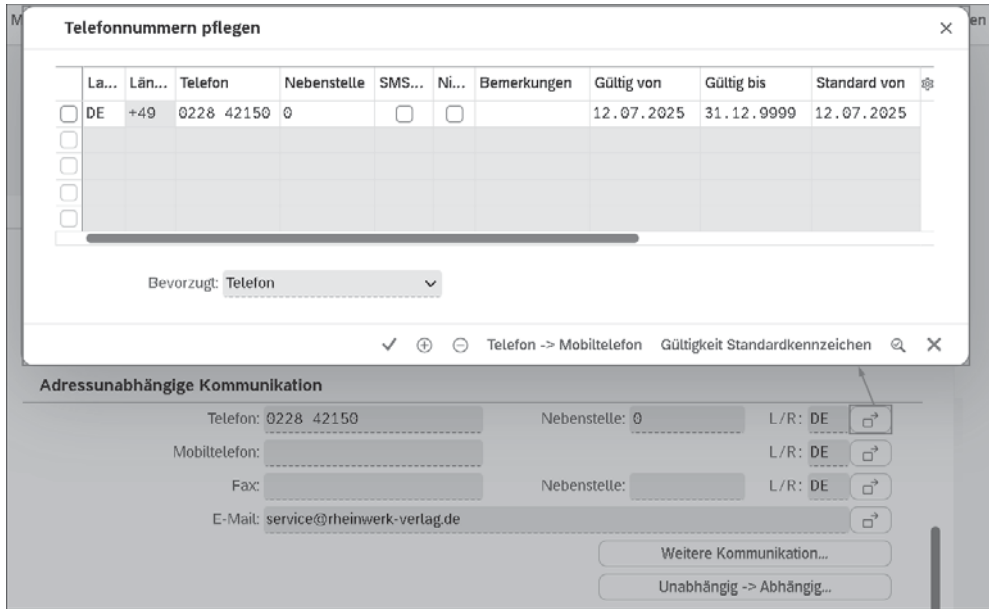 M
en
Telefonnummern pflegen
La... Län... Telefon Nebenstelle SMS... Ni... Bemerkungen Gültig von Gültig bis Standard von
DE +49 0228 42150 0 12.07.2025 31.12.9999 12.07.2025
Bevorzugt: Telefon
Telefon -> Mobiltelefon Gültigkeit Standardkennzeichen
Adressunabhängige Kommunikation
Telefon: 0228 42150 Nebenstelle: 0 L/R: DE
Mobiltelefon: L/R: DE
Fax: Nebenstelle: L/R: DE
E-Mail: service@rheinwerk-verlag.de
Weitere Kommunikation...
Unabhängig -> Abhängig...